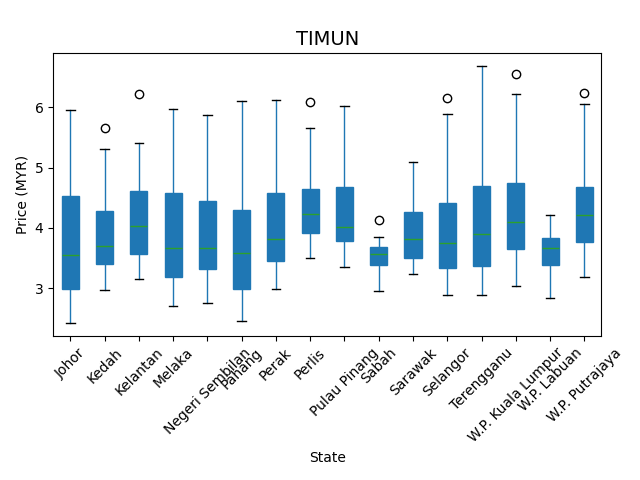 TIMUN
Price (MYR)
6
5
4
3
Johor
Kedah
Kelantan
Melaka
Negeri Sembilan
Pahang
Perak
Perlis
Pulau Pinang
Sabah
Sarawak
Selangor
Terengganu
W.P. Kuala Lumpur
W.P. Labuan
W.P. Putrajaya
State